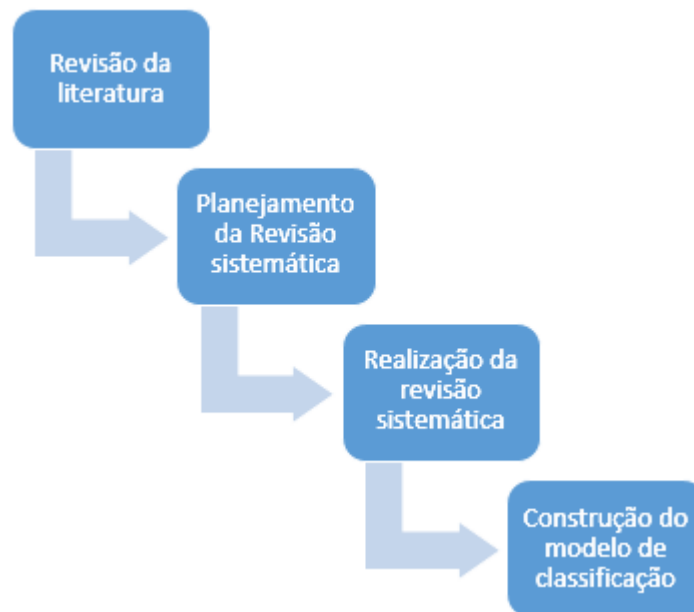 Revisão da
literatura
Planejamento
da Revisão
sistemática
Realização da
revisão
sistemática
Construção do
modelo de
classificação